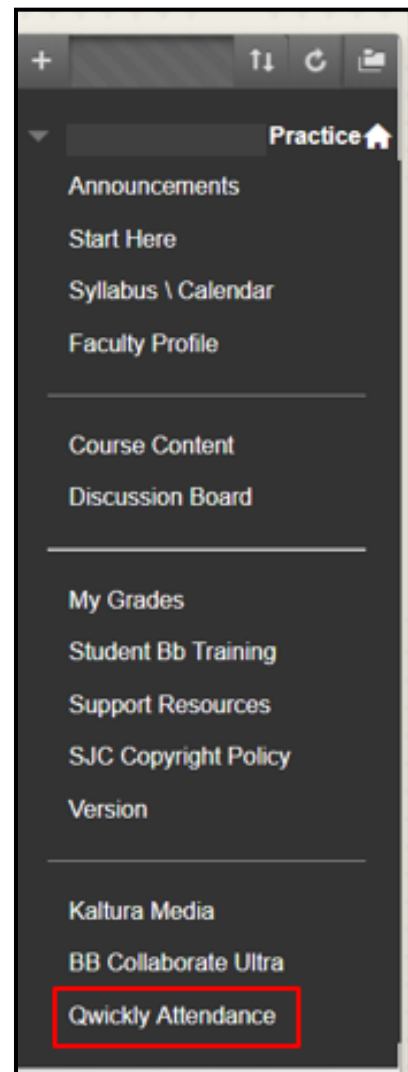 Practice
Announcements
Start Here
Syllabus \ Calendar
Faculty Profile
Course Content
Discussion Board
My Grades
Student Bb Training
Support Resources
SJC Copyright Policy
Version
Kaltura Media
BB Collaborate Ultra
Qwickly Attendance